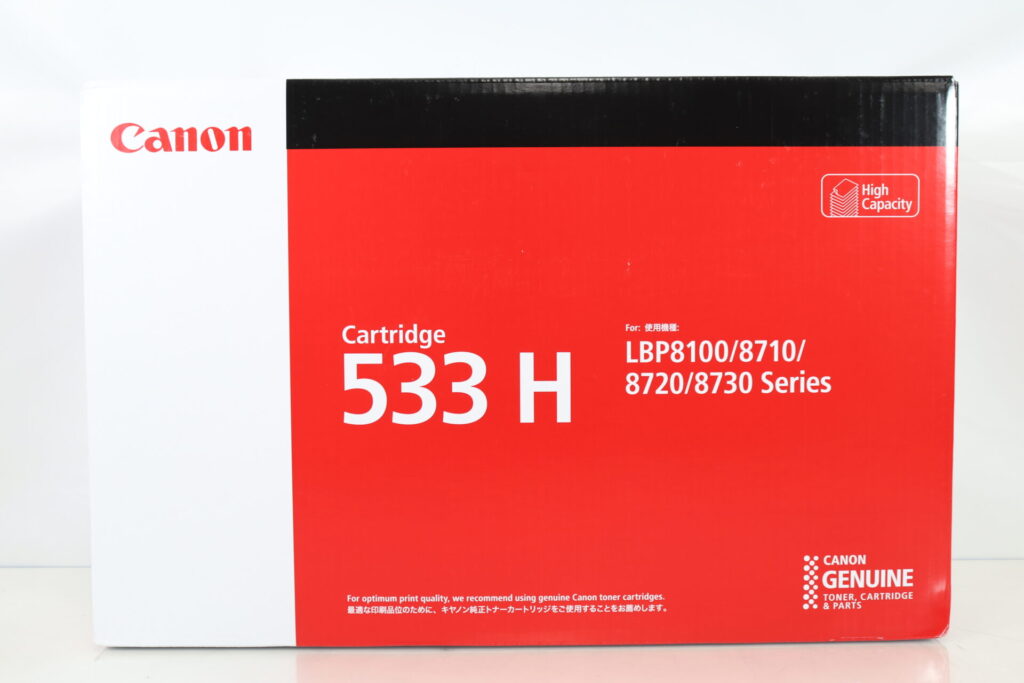 Canon
High
Capacity
Cartridge
533 H
For: 使用機種:
LBP8100/8710/
8720/8730 Series
CANON
GENUINE
TONER, CARTRIDGE
& PARTS
For optimum print quality, we recommend using genuine Canon toner cartridges.
最適な印刷品位のために、キヤノン純正トナーカートリッジをご使用することをお薦めします。